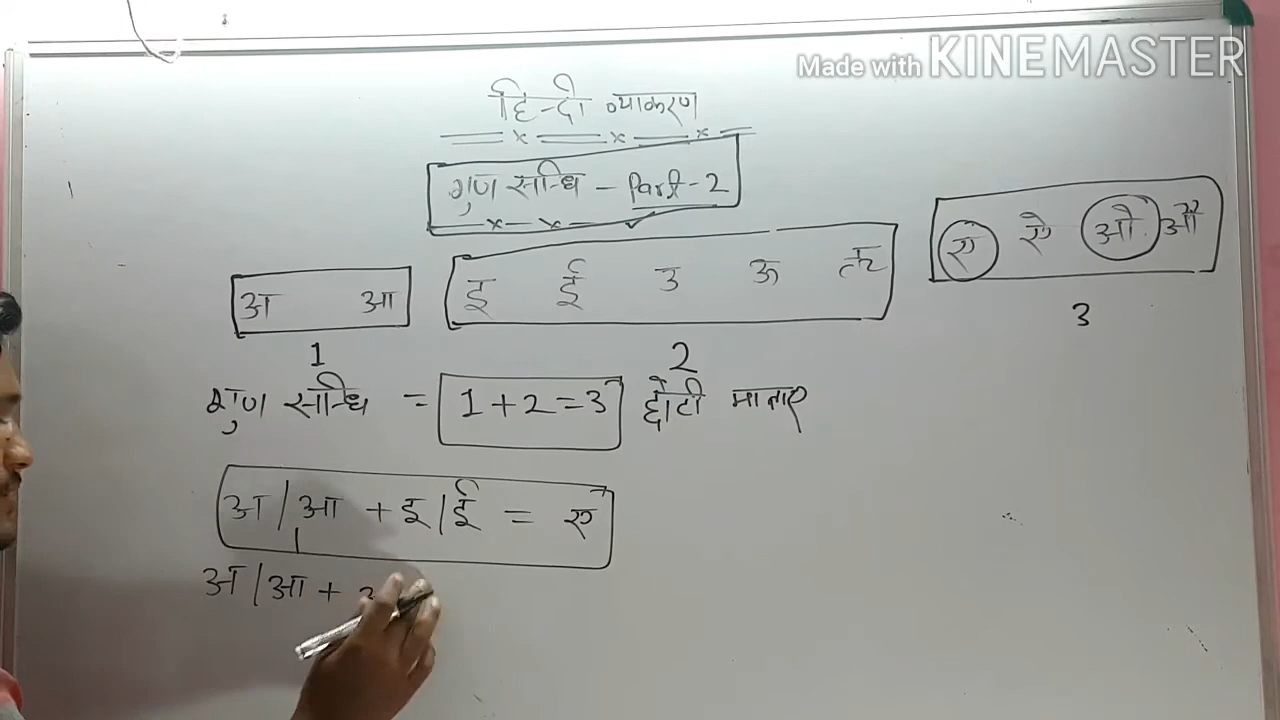 Made with KINEMASTER
हिन्दी व्याकरण
गुण सन्धि - Part-2
अ आ
इ ई उ ऊ ऋ
ए ऐ ओ औ
1
2
3
गुण सन्धि = 1+2=3 छोटी मात्राए
अ/आ + इ/ई = ए
अ/आ +